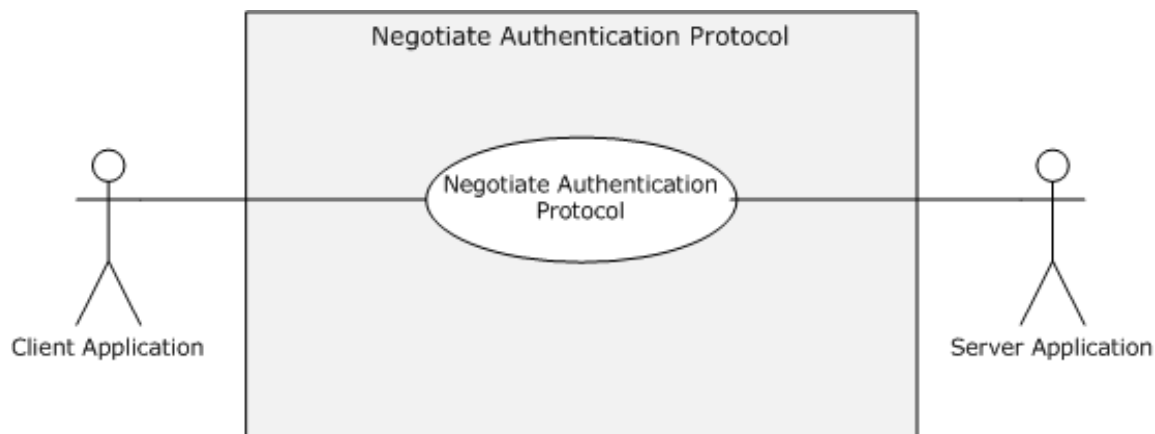 Negotiate Authentication Protocol
Negotiate Authentication
Protocol
Client Application
Server Application